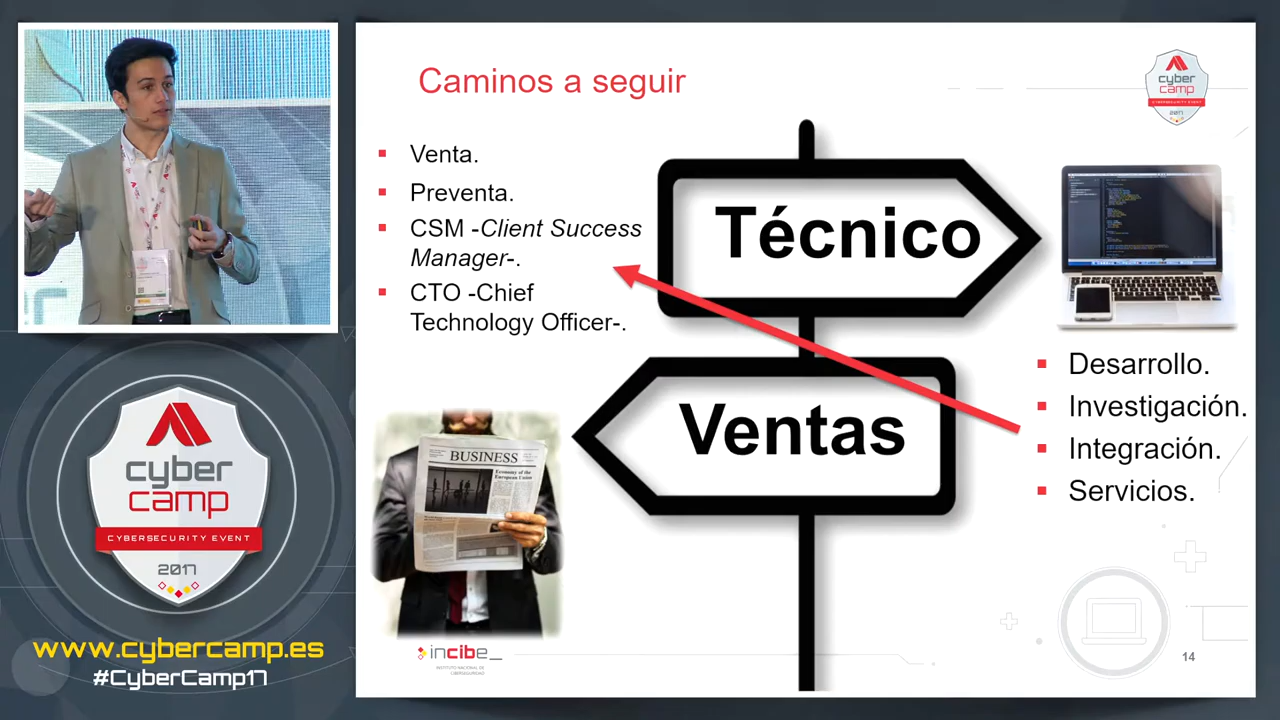 Caminos a seguir
cyber
camp
CYBERSECURITY EVENT
2017
Venta.
Preventa.
CSM -Client Success
Manager-.
CTO -Chief
Technology Officer-.
Técnico
Ventas
Desarrollo.
Investigación.
Integración.
Servicios.
BUSINESS
Economy of the
European Union
cyber
camp
CYBERSECURITY EVENT
2017
www.cybercamp.es
#CyberCamp17
incibe_
INSTITUTO NACIONAL DE
CIBERSEGURIDAD
14